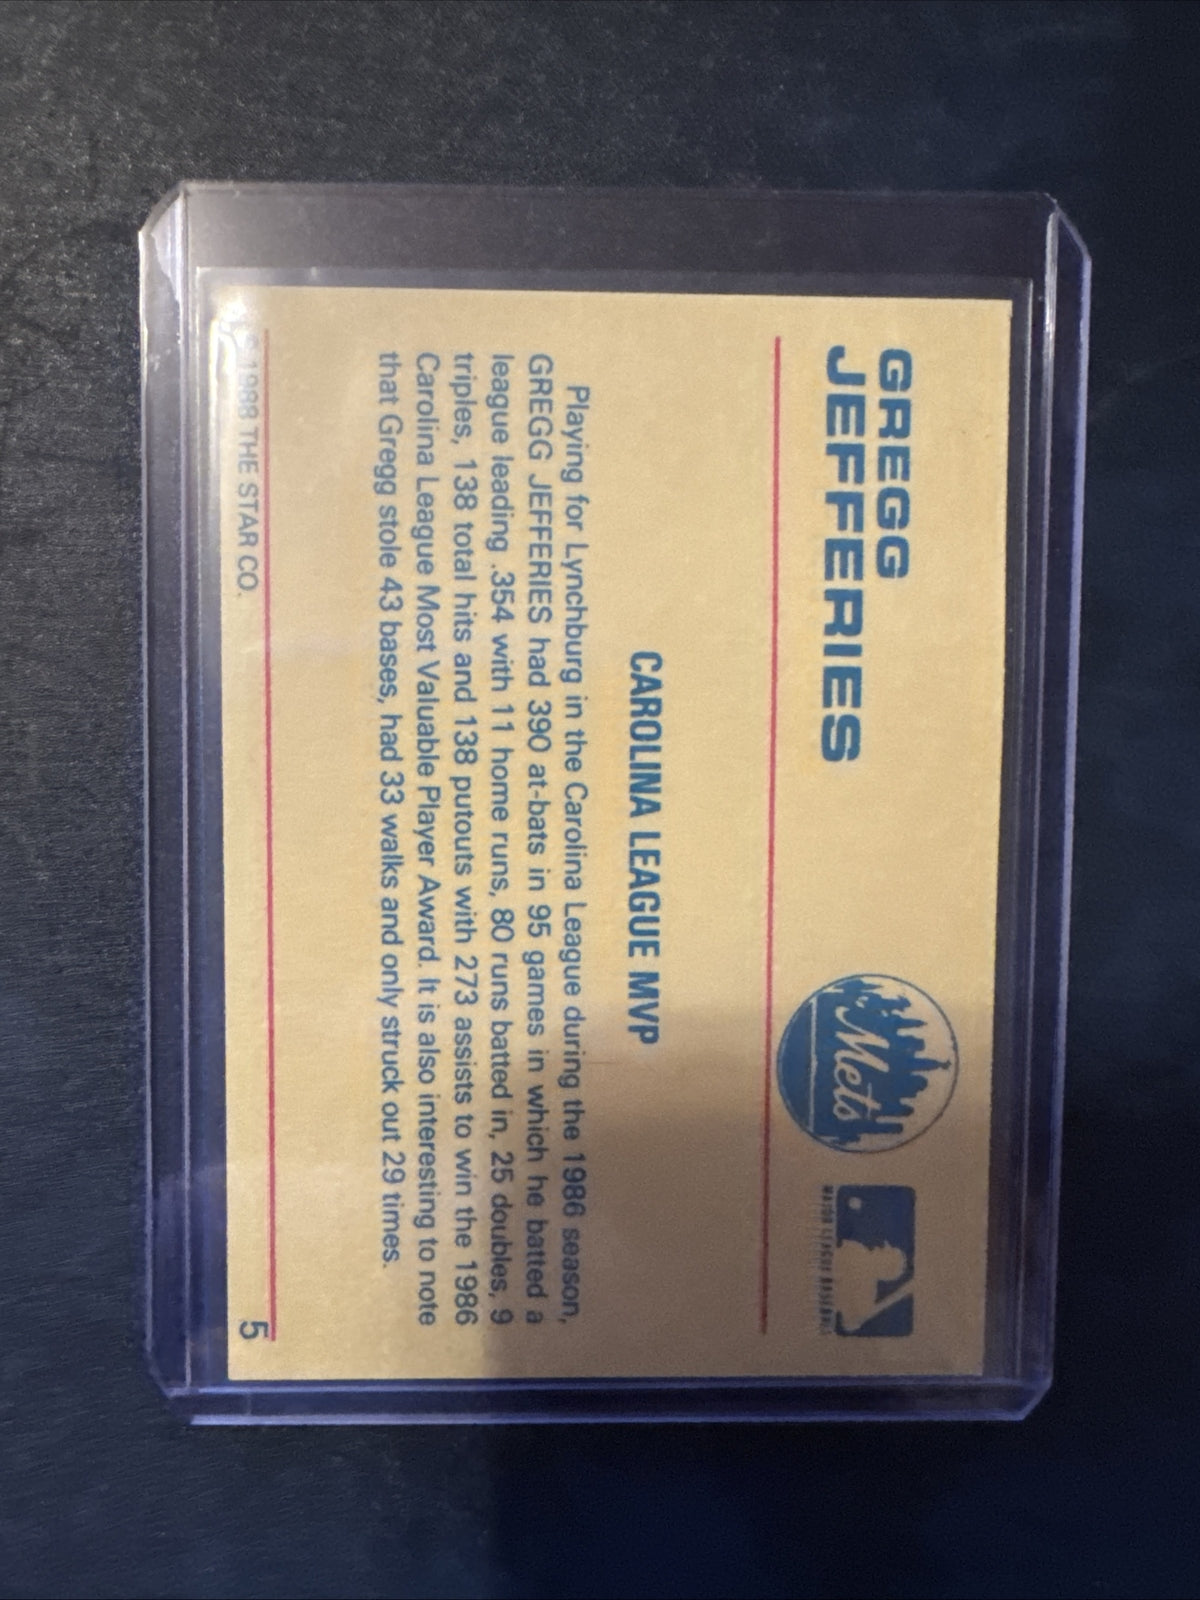 GREGG
JEFFERIES
Mets
MAJOR LEAGUE BASEBALL
CAROLINA LEAGUE MVP
Playing for Lynchburg in the Carolina League during the 1986 season,
GREGG JEFFERIES had 390 at-bats in 95 games in which he batted a
league leading .354 with 11 home runs, 80 runs batted in, 25 doubles, 9
triples, 138 total hits and 138 putouts with 273 assists to win the 1986
Carolina League Most Valuable Player Award. It is also interesting to note
that Gregg stole 43 bases, had 33 walks and only struck out 29 times.
1988 THE STAR CO.
5